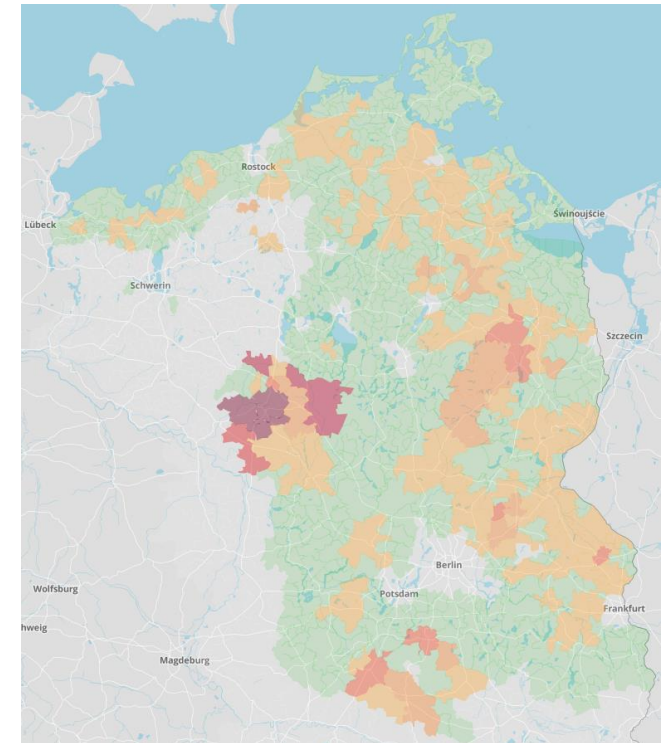 Rostock
Świnoujście
Lübeck
Schwerin
Szczecin
Berlin
Wolfsburg
Potsdam
Frankfurt
hweig
Magdeburg